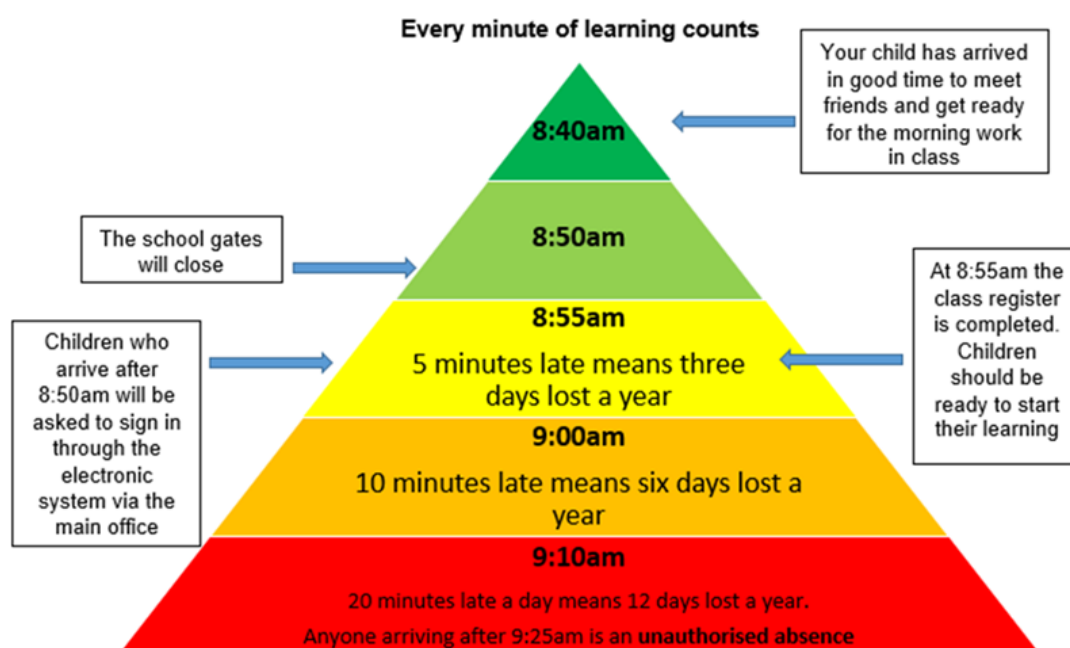 Every minute of learning counts
8:40am
Your child has arrived
in good time to meet
friends and get ready
for the morning work
in class
8:50am
The school gates
will close
8:55am
5 minutes late means three
days lost a year
At 8:55am the
class register
is completed.
Children
should be
ready to start
their learning
Children who
arrive after
8:50am will be
asked to sign in
through the
electronic
system via the
main office
9:00am
10 minutes late means six days lost a
year
9:10am
20 minutes late a day means 12 days lost a year.
Anyone arriving after 9:25am is an unauthorised absence